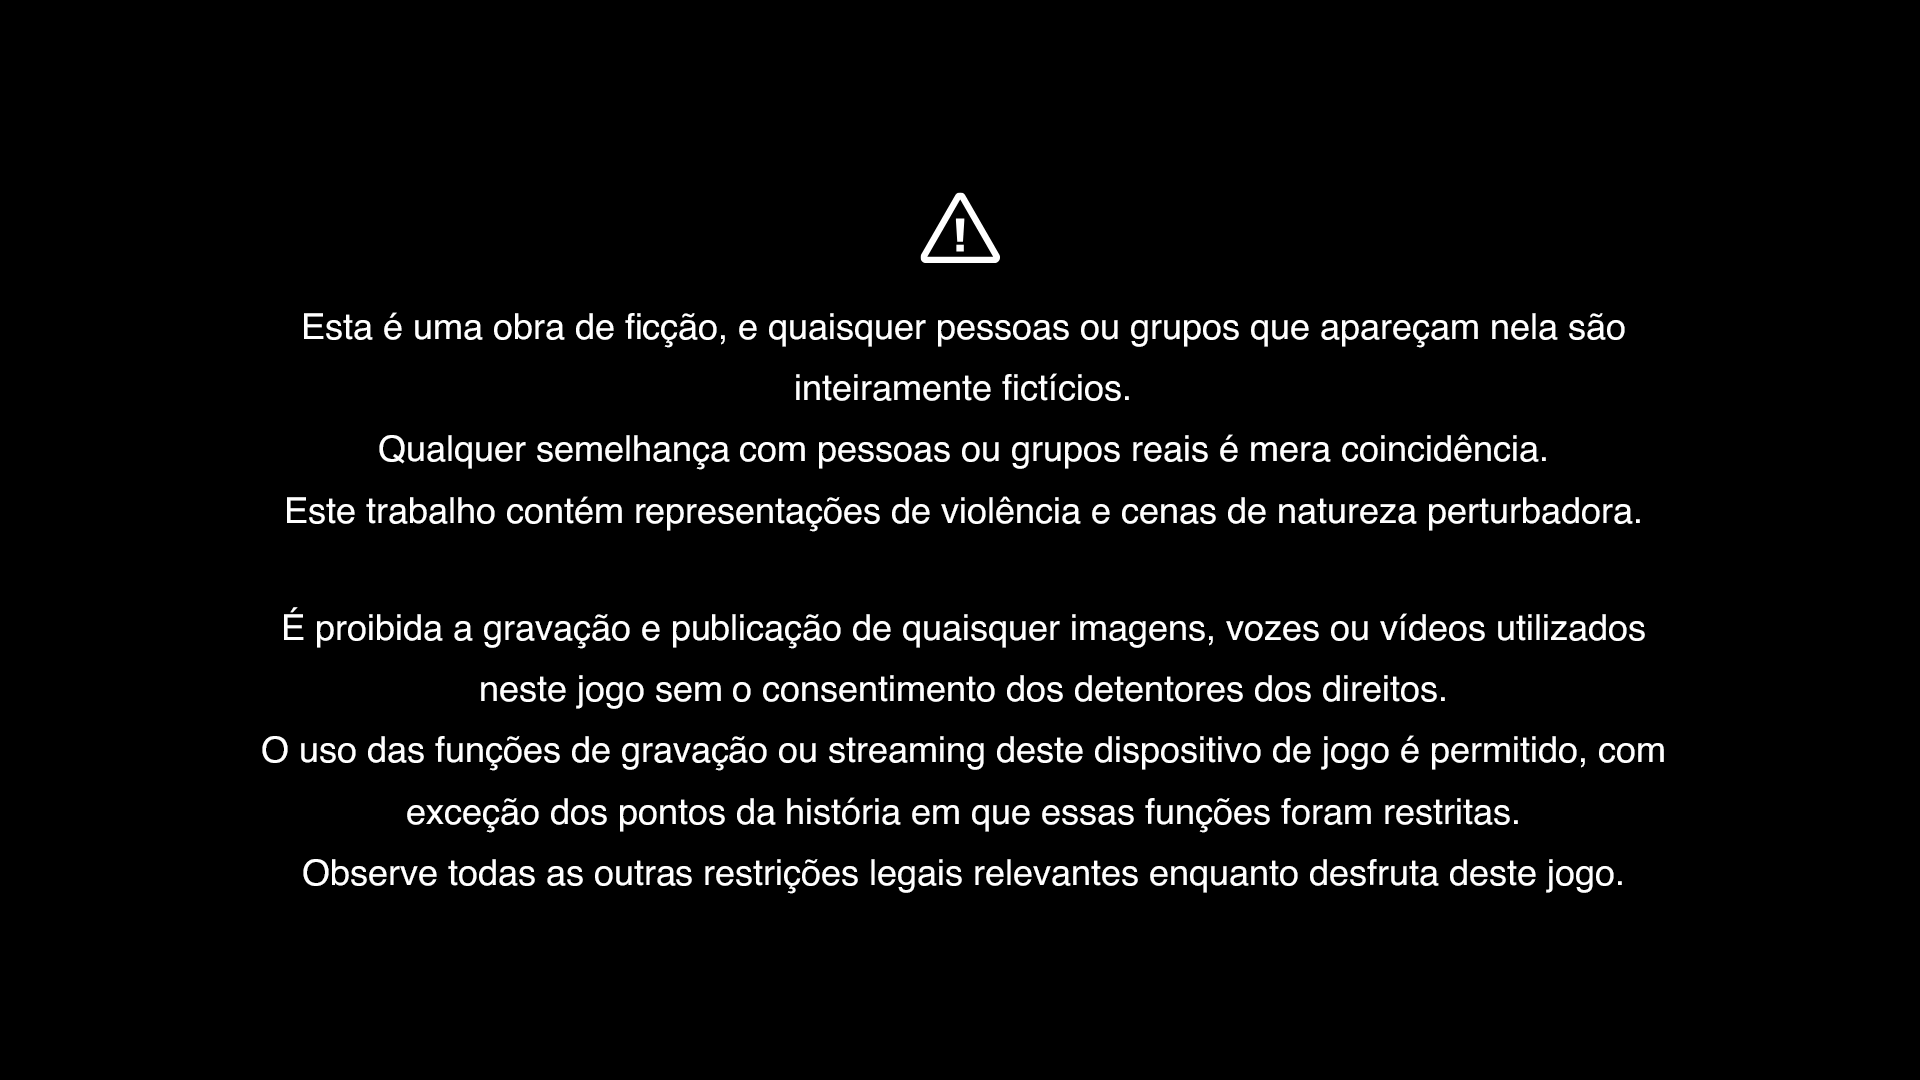 Esta é uma obra de ficção, e quaisquer pessoas ou grupos que apareçam nela são
inteiramente fictícios.
Qualquer semelhança com pessoas ou grupos reais é mera coincidência.
Este trabalho contém representações de violência e cenas de natureza perturbadora.
É proibida a gravação e publicação de quaisquer imagens, vozes ou vídeos utilizados
neste jogo sem o consentimento dos detentores dos direitos.
O uso das funções de gravação ou streaming deste dispositivo de jogo é permitido, com
exceção dos pontos da história em que essas funções foram restritas.
Observe todas as outras restrições legais relevantes enquanto desfruta deste jogo.